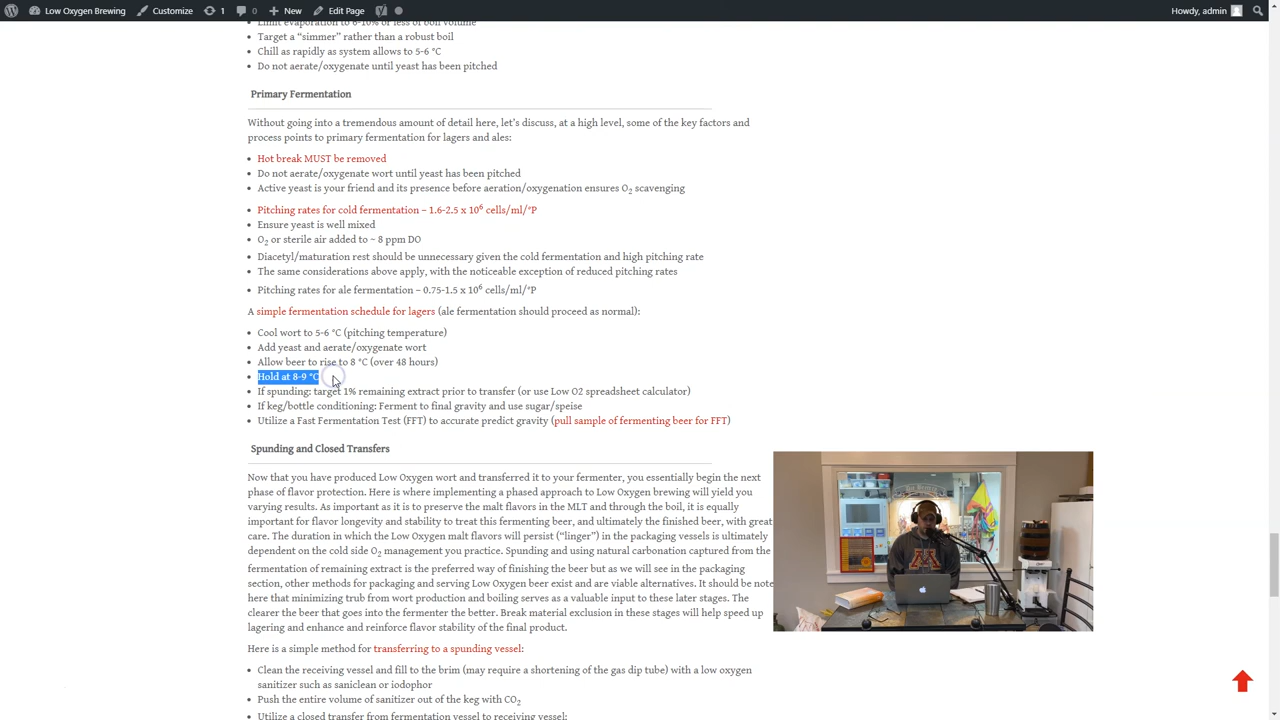 Low Oxygen Brewing Customize 1 0 New Edit Page Howdy, admin
Limit evaporation to 6-10% or less of boil volume
Target a “simmer” rather than a robust boil
Chill as rapidly as system allows to 5-6 °C
Do not aerate/oxygenate until yeast has been pitched
Primary Fermentation
Without going into a tremendous amount of detail here, let’s discuss, at a high level, some of the key factors and
process points to primary fermentation for lagers and ales:
Hot break MUST be removed
Do not aerate/oxygenate wort until yeast has been pitched
Active yeast is your friend and its presence before aeration/oxygenation ensures O2 scavenging
Pitching rates for cold fermentation – 1.6-2.5 x 10⁶ cells/ml/°P
Ensure yeast is well mixed
O2 or sterile air added to ~ 8 ppm DO
Diacetyl/maturation rest should be unnecessary given the cold fermentation and high pitching rate
The same considerations above apply, with the noticeable exception of reduced pitching rates
Pitching rates for ale fermentation – 0.75-1.5 x 10⁶ cells/ml/°P
A simple fermentation schedule for lagers (ale fermentation should proceed as normal):
Cool wort to 5-6 °C (pitching temperature)
Add yeast and aerate/oxygenate wort
Allow beer to rise to 8 °C (over 48 hours)
Hold at 8-9 °C
If spunding: target 1% remaining extract prior to transfer (or use Low O2 spreadsheet calculator)
If keg/bottle conditioning: Ferment to final gravity and use sugar/speise
Utilize a Fast Fermentation Test (FFT) to accurate predict gravity (pull sample of fermenting beer for FFT)
Spunding and Closed Transfers
Now that you have produced Low Oxygen wort and transferred it to your fermenter, you essentially begin the next
phase of flavor protection. Here is where implementing a phased approach to Low Oxygen brewing will yield you
varying results. As important as it is to preserve the malt flavors in the MLT and through the boil, it is equally
important for flavor longevity and stability to treat this fermenting beer, and ultimately the finished beer, with great
care. The duration in which the Low Oxygen malt flavors will persist (“linger”) in the packaging vessels is ultimately
dependent on the cold side O2 management you practice. Spunding and using natural carbonation captured from the
fermentation of remaining extract is the preferred way of finishing the beer but as we will see in the packaging
section, other methods for packaging and serving Low Oxygen beer exist and are viable alternatives. It should be note
here that minimizing trub from wort production and boiling serves as a valuable input to these later stages. The
clearer the beer that goes into the fermenter the better. Break material exclusion in these stages will help speed up
lagering and enhance and reinforce flavor stability of the final product.
Here is a simple method for transferring to a spunding vessel:
Clean the receiving vessel and fill to the brim (may require a shortening of the gas dip tube) with a low oxygen
sanitizer such as saniclean or iodophor
Push the entire volume of sanitizer out of the keg with CO2
Utilize a closed transfer from fermentation vessel to receiving vessel: